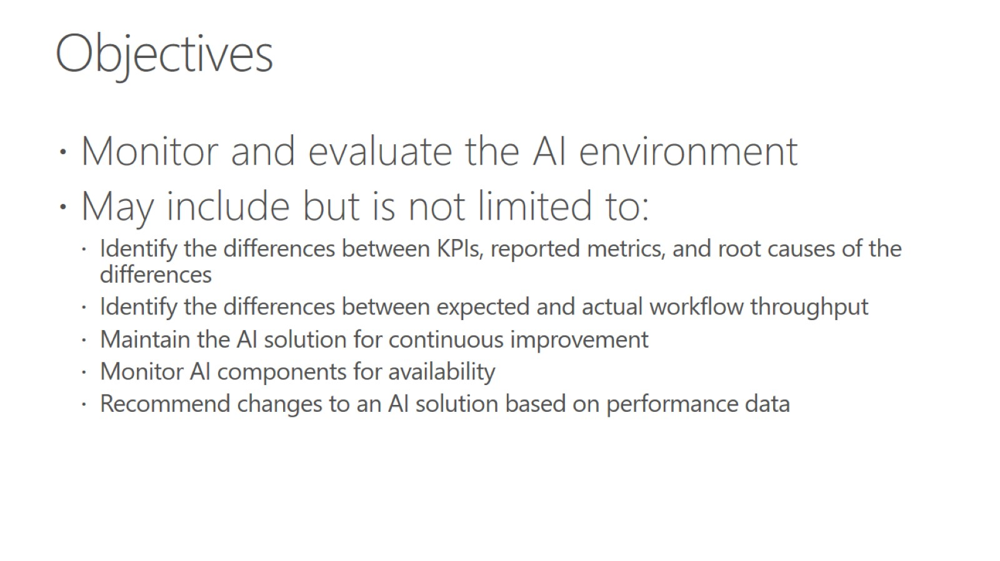 Objectives
· Monitor and evaluate the AI environment
· May include but is not limited to:
· Identify the differences between KPIs, reported metrics, and root causes of the
differences
· Identify the differences between expected and actual workflow throughput
· Maintain the AI solution for continuous improvement
· Monitor AI components for availability
· Recommend changes to an AI solution based on performance data